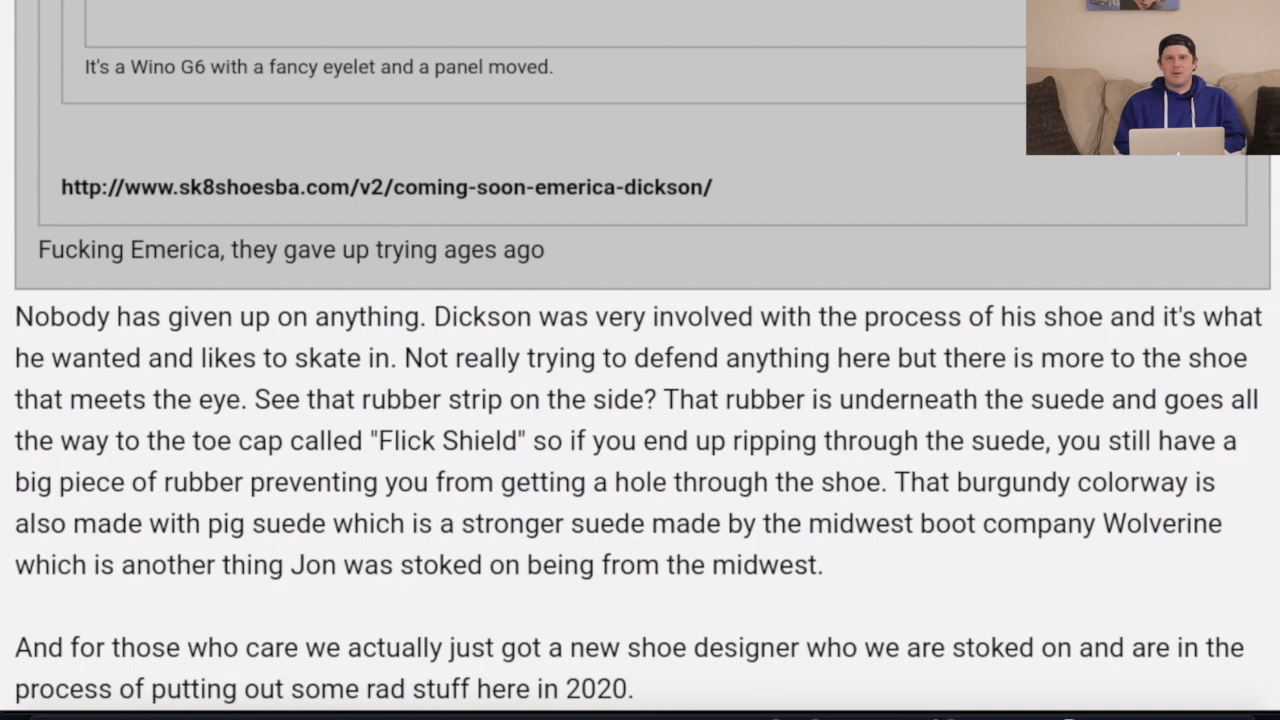 It's a Wino G6 with a fancy eyelet and a panel moved.
http://www.sk8shoesba.com/v2/coming-soon-emerica-dickson/
Fucking Emerica, they gave up trying ages ago
Nobody has given up on anything. Dickson was very involved with the process of his shoe and it's what
he wanted and likes to skate in. Not really trying to defend anything here but there is more to the shoe
that meets the eye. See that rubber strip on the side? That rubber is underneath the suede and goes all
the way to the toe cap called "Flick Shield" so if you end up ripping through the suede, you still have a
big piece of rubber preventing you from getting a hole through the shoe. That burgundy colorway is
also made with pig suede which is a stronger suede made by the midwest boot company Wolverine
which is another thing Jon was stoked on being from the midwest.
And for those who care we actually just got a new shoe designer who we are stoked on and are in the
process of putting out some rad stuff here in 2020.